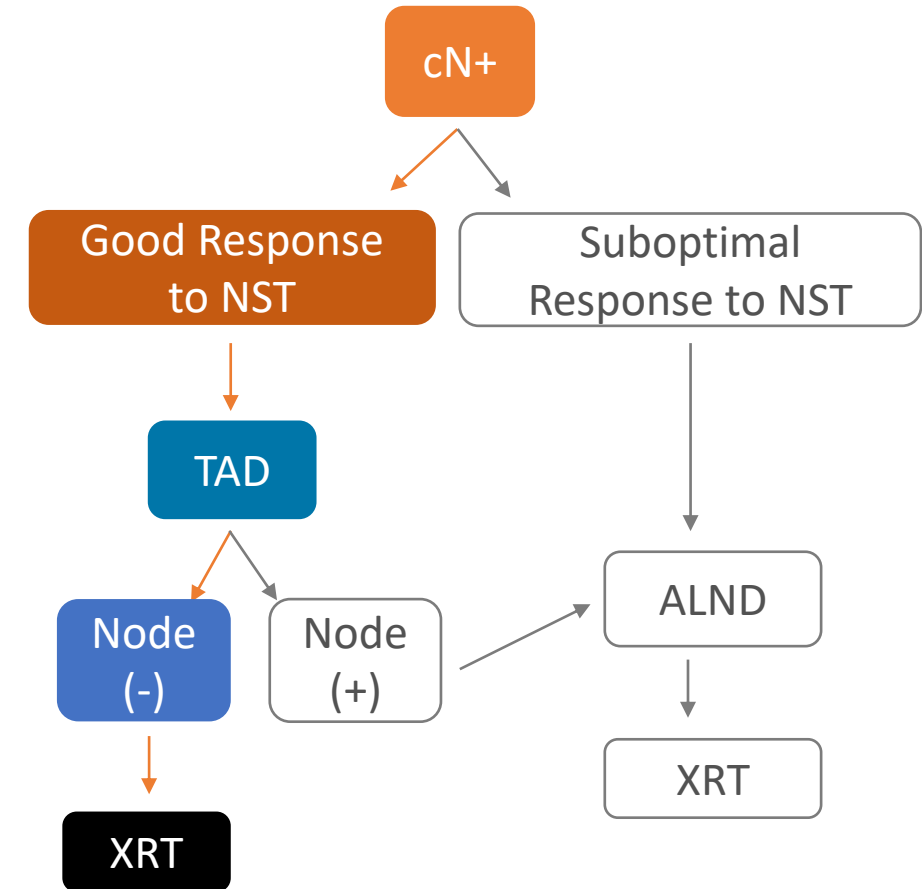 cN+
Good Response
to NST
Suboptimal
Response to NST
TAD
Node
(-)
Node
(+)
ALND
XRT
XRT